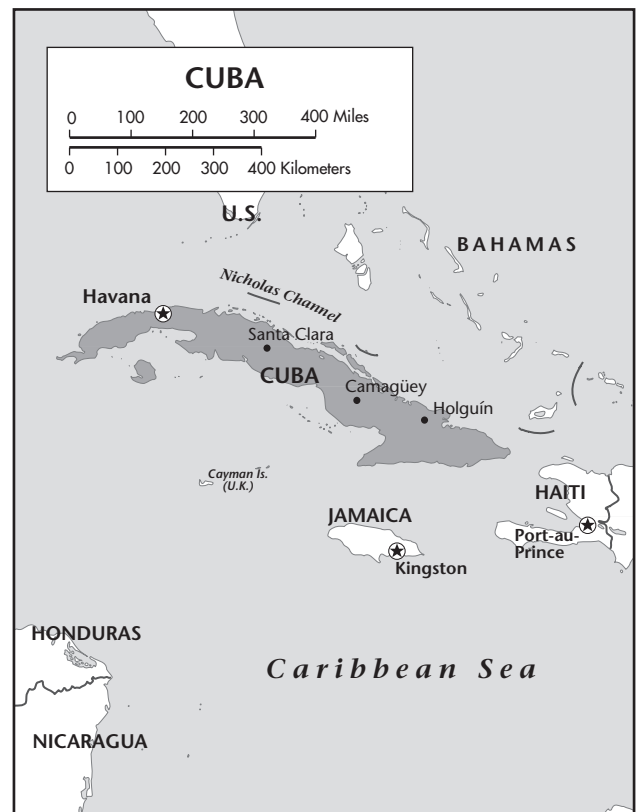 CUBA
0 100 200 300 400 Miles
0 100 200 300 400 Kilometers
U.S.
BAHAMAS
Nicholas Channel
Havana
Santa Clara
CUBA
Camagüey
Holguín
Cayman Is.
(U.K.)
HAITI
JAMAICA
Port-au-
Prince
Kingston
HONDURAS
Caribbean Sea
NICARAGUA